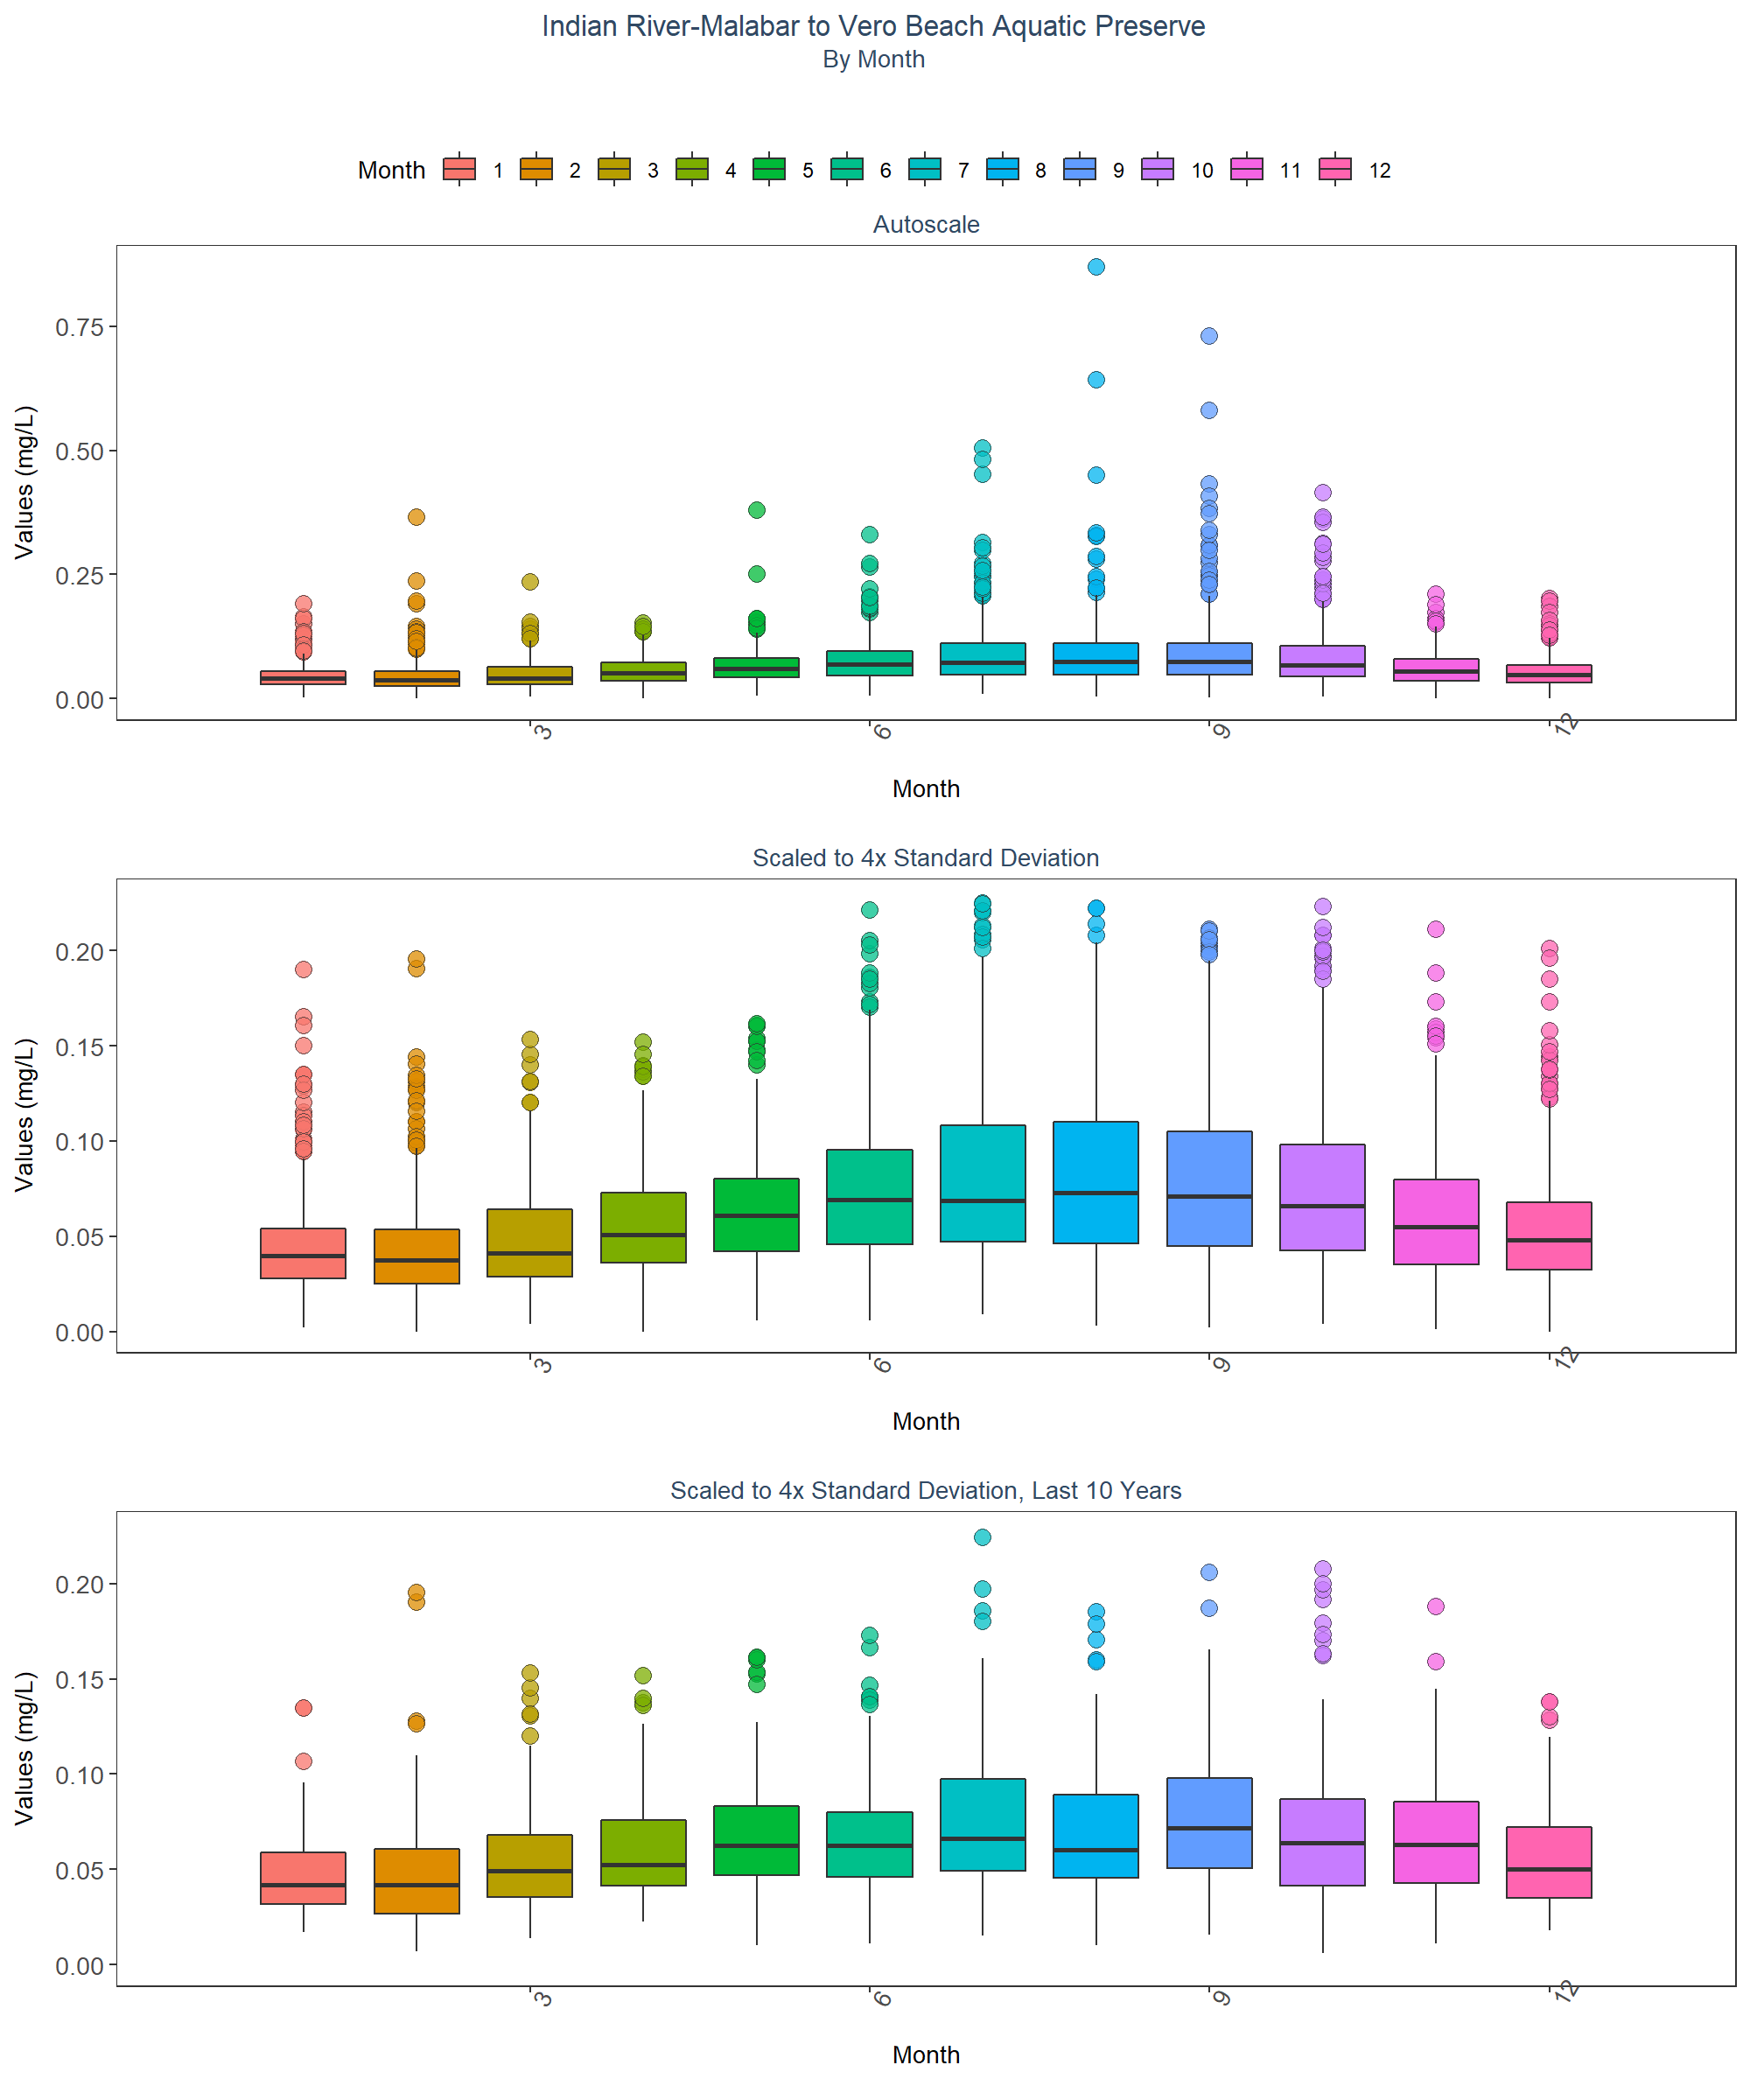 Indian River-Malabar to Vero Beach Aquatic Preserve
By Month
Month 1 2 3 4 5 6 7 8 9 10 11 12
Autoscale
Values (mg/L)
0.75
0.50
0.25
0.00
3 6 9 12
Month
Scaled to 4x Standard Deviation
Values (mg/L)
0.20
0.15
0.10
0.05
0.00
3 6 9 12
Month
Scaled to 4x Standard Deviation, Last 10 Years
Values (mg/L)
0.20
0.15
0.10
0.05
0.00
3 6 9 12
Month